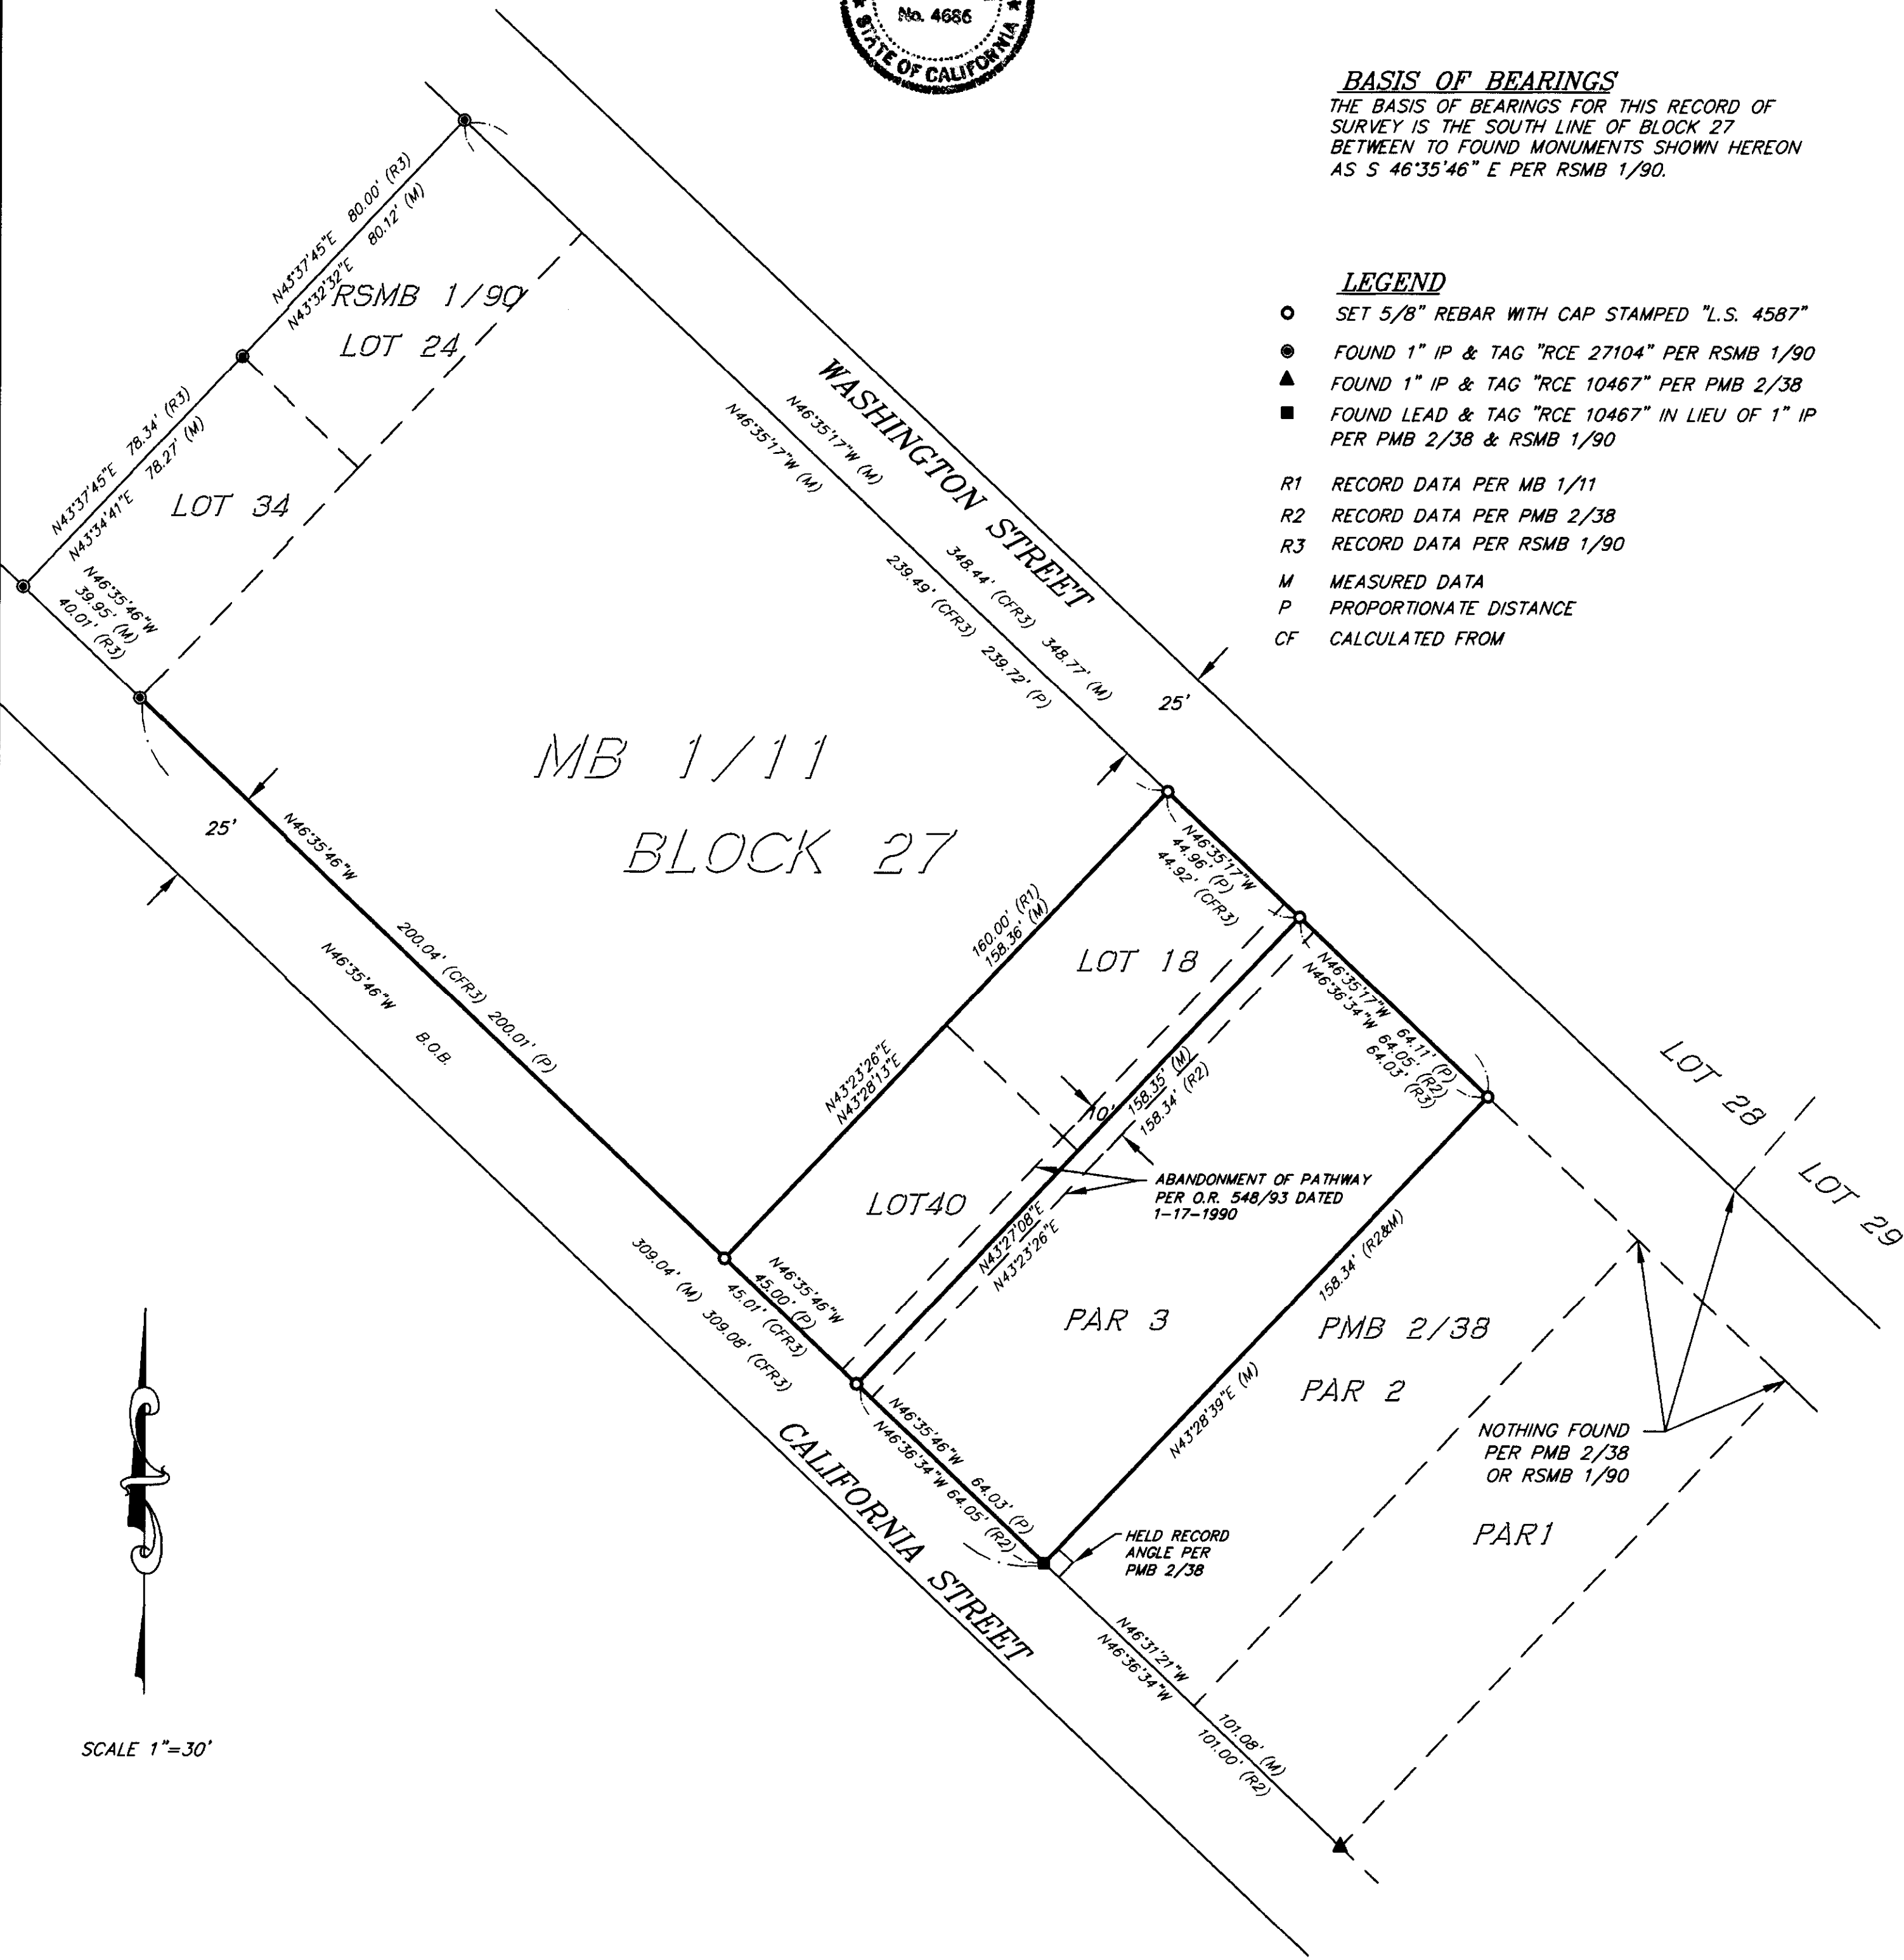 No. 4686
STATE OF CALIFORNIA
BASIS OF BEARINGS
THE BASIS OF BEARINGS FOR THIS RECORD OF
SURVEY IS THE SOUTH LINE OF BLOCK 27
BETWEEN TO FOUND MONUMENTS SHOWN HEREON
AS S 46°35'46" E PER RSMB 1/90.
LEGEND
SET 5/8" REBAR WITH CAP STAMPED "L.S. 4587"
FOUND 1" IP & TAG "RCE 27104" PER RSMB 1/90
FOUND 1" IP & TAG "RCE 10467" PER PMB 2/38
FOUND LEAD & TAG "RCE 10467" IN LIEU OF 1" IP
PER PMB 2/38 & RSMB 1/90
R1 RECORD DATA PER MB 1/11
R2 RECORD DATA PER PMB 2/38
R3 RECORD DATA PER RSMB 1/90
M MEASURED DATA
P PROPORTIONATE DISTANCE
CF CALCULATED FROM
N43°37'45"E 80.00' (R3)
N43°32'32"E 80.12' (M)
RSMB 1/90
LOT 24
N43°37'45"E 78.34' (R3)
N43°34'41"E 78.27' (M)
LOT 34
N46°35'46"W
39.95' (M)
40.01' (R3)
WASHINGTON STREET
N46°35'17"W (M)
N46°35'17"W (M)
348.44' (CFR3) 348.77' (M)
239.49' (CFR3) 239.72' (P)
25'
MB 1/11
BLOCK 27
25'
N46°35'46"W
200.04' (CFR3) 200.01' (P)
N46°35'46"W B.O.B.
160.00' (R1)
158.36' (M)
N43°23'26"E
N43°28'13"E
N46°35'17"W
44.96' (P)
44.92' (CFR3)
LOT 18
N46°35'17"W 64.11' (P)
N46°36'34"W 64.05' (R2)
64.03' (R3)
10'
158.35' (M)
158.34' (R2)
N43°27'08"E
N43°23'26"E
ABANDONMENT OF PATHWAY
PER O.R. 548/93 DATED
1-17-1990
LOT40
N46°35'46"W
45.00' (P)
45.01' (CFR3)
309.04' (M) 309.08' (CFR3)
PAR 3
158.34' (R2&M)
N43°28'39"E (M)
PMB 2/38
PAR 2
LOT 28
LOT 29
NOTHING FOUND
PER PMB 2/38
OR RSMB 1/90
PAR1
N46°35'46"W 64.03' (P)
N46°36'34"W 64.05' (R2)
HELD RECORD
ANGLE PER
PMB 2/38
CALIFORNIA STREET
N46°31'21"W
N46°36'34"W
101.08' (M)
101.00' (R2)
SCALE 1"=30'